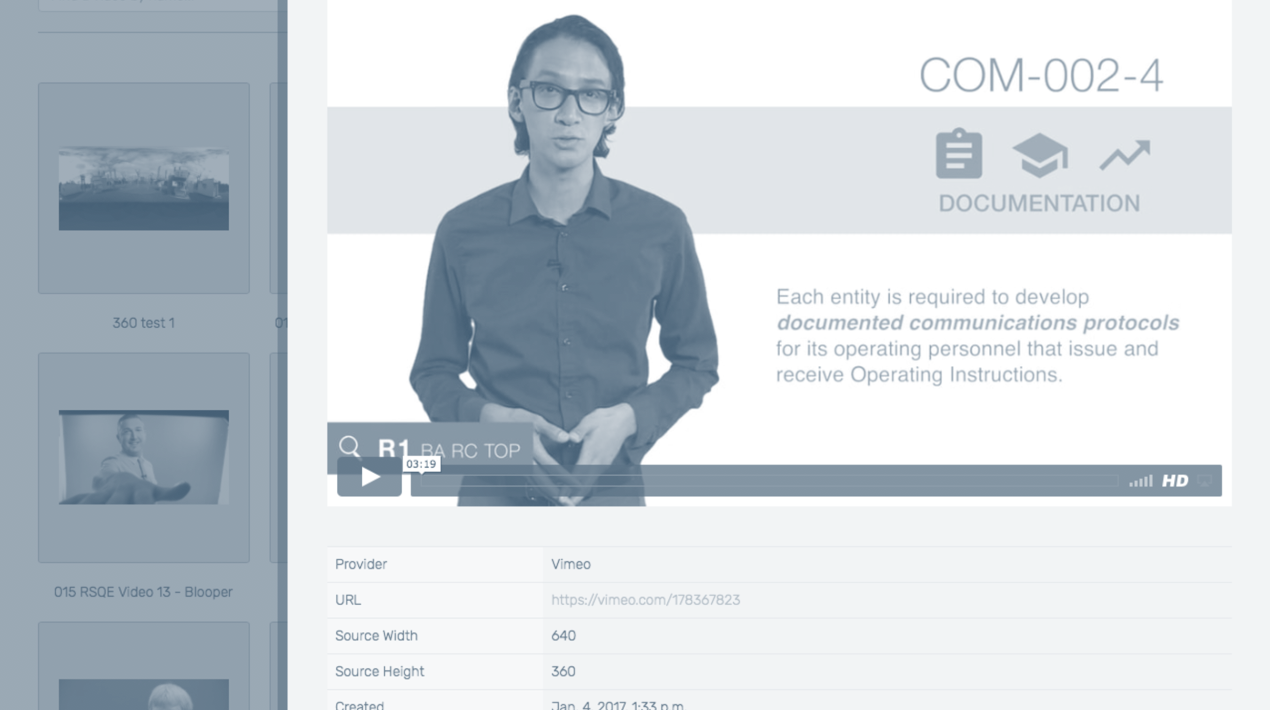 360 test 1
01
015 RSQE Video 13 - Blooper
COM-002-4
DOCUMENTATION
Each entity is required to develop
documented communications protocols
for its operating personnel that issue and
receive Operating Instructions.
R1 BA RC TOP
03:19
HD
Provider Vimeo
URL https://vimeo.com/178367823
Source Width 640
Source Height 360
Created Jan. 4, 2017, 1:33 p.m.